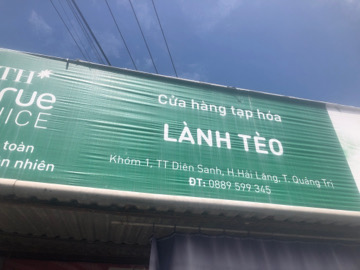 TH
true
JUICE
toàn
nhiên
Cửa hàng tạp hóa
LÀNH TÈO
Khóm 1, TT Diên Sanh, H.Hải Lăng, T. Quảng Trị
ĐT: 0889 599 345